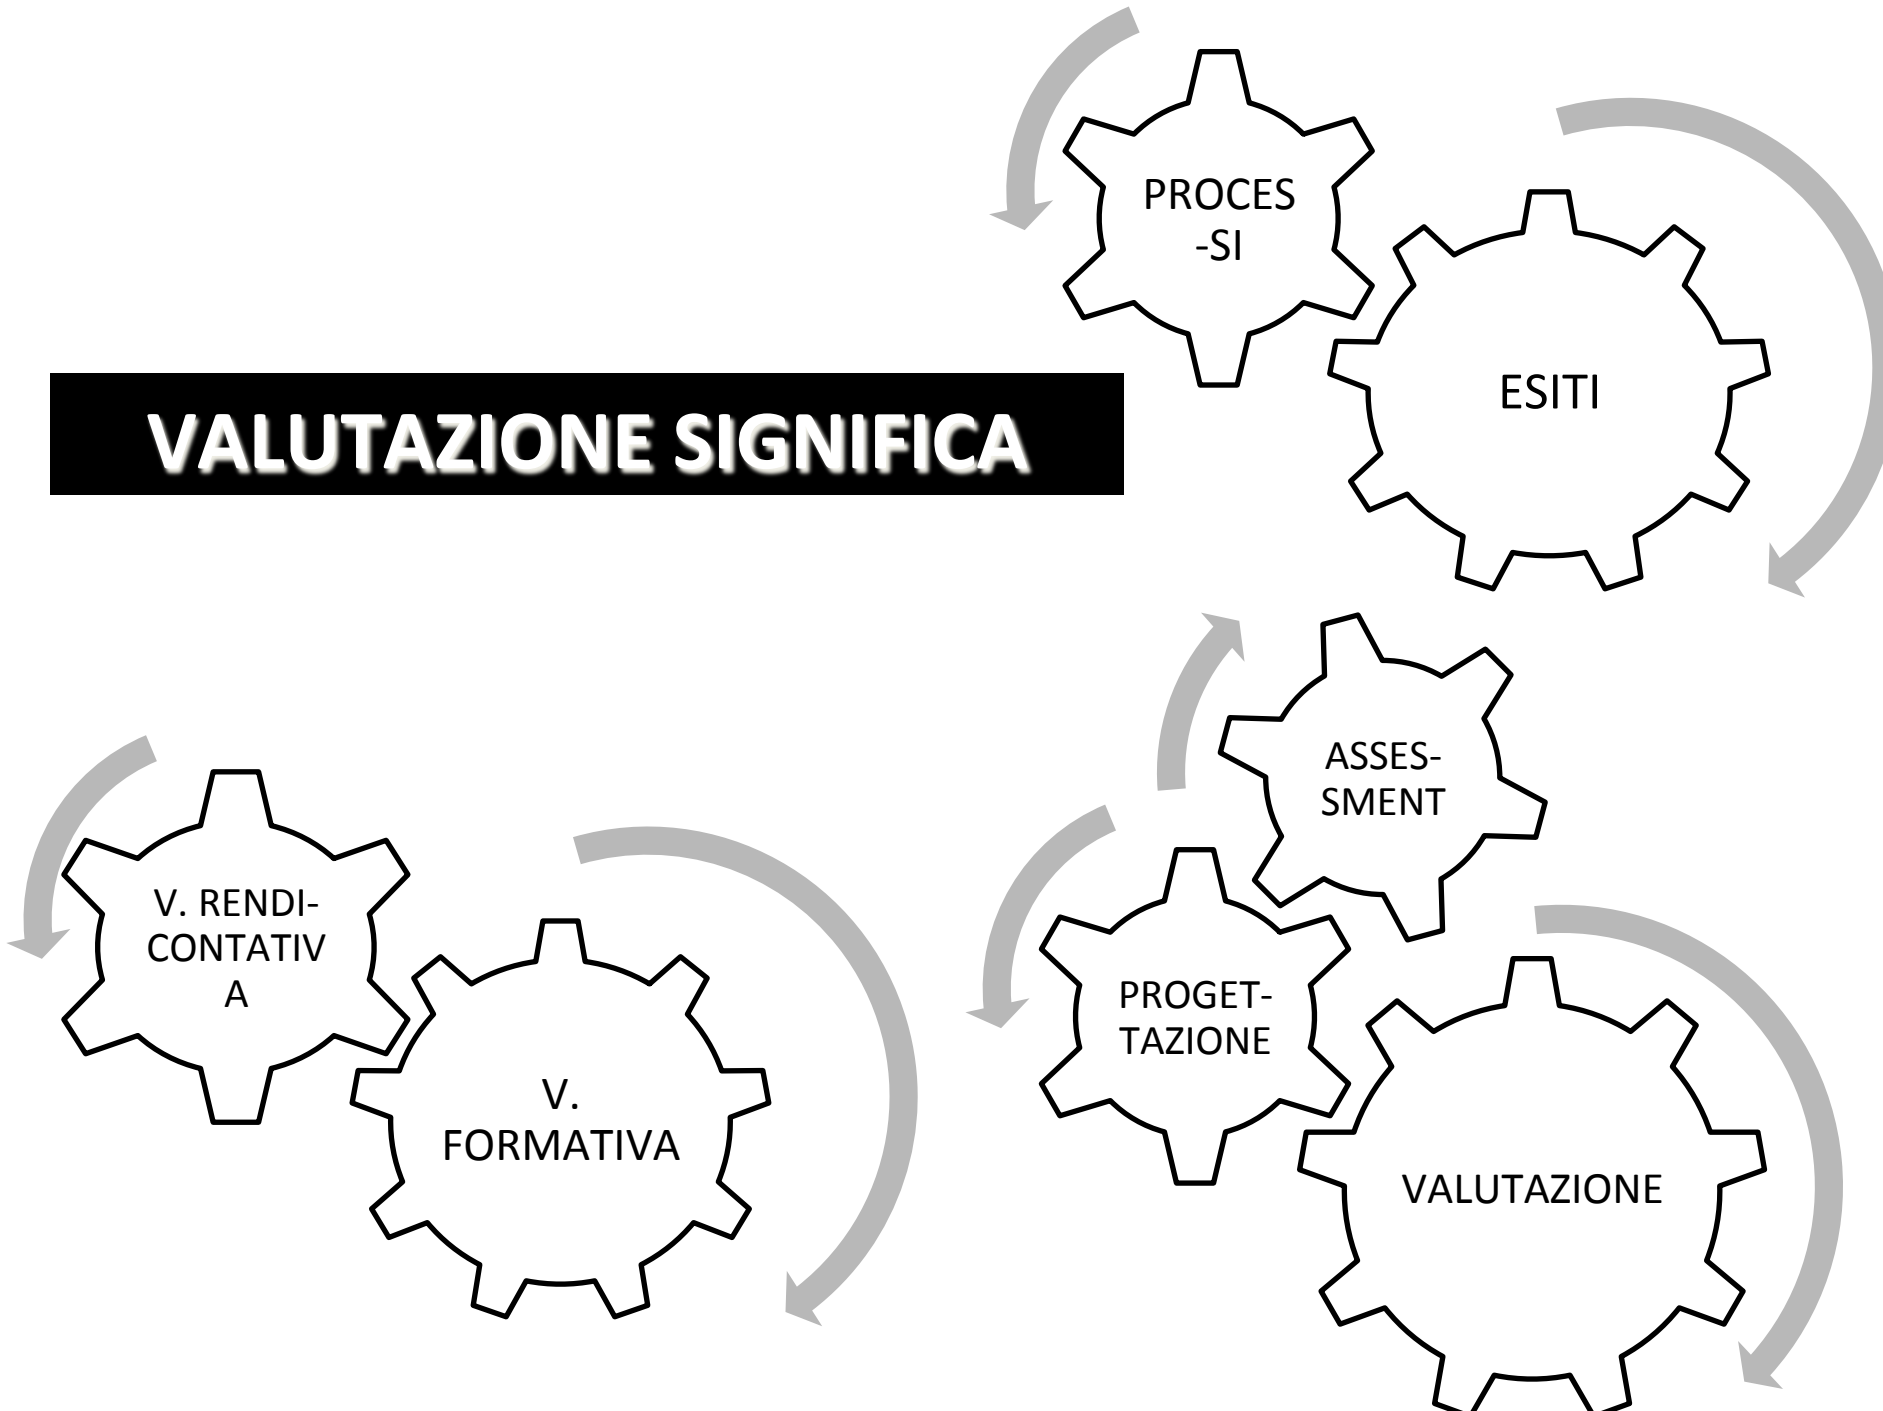 PROCES
-SI
ESITI
VALUTAZIONE SIGNIFICA
ASSES-
SMENT
V. RENDI-
CONTATIV
A
PROGET-
TAZIONE
V.
FORMATIVA
VALUTAZIONE